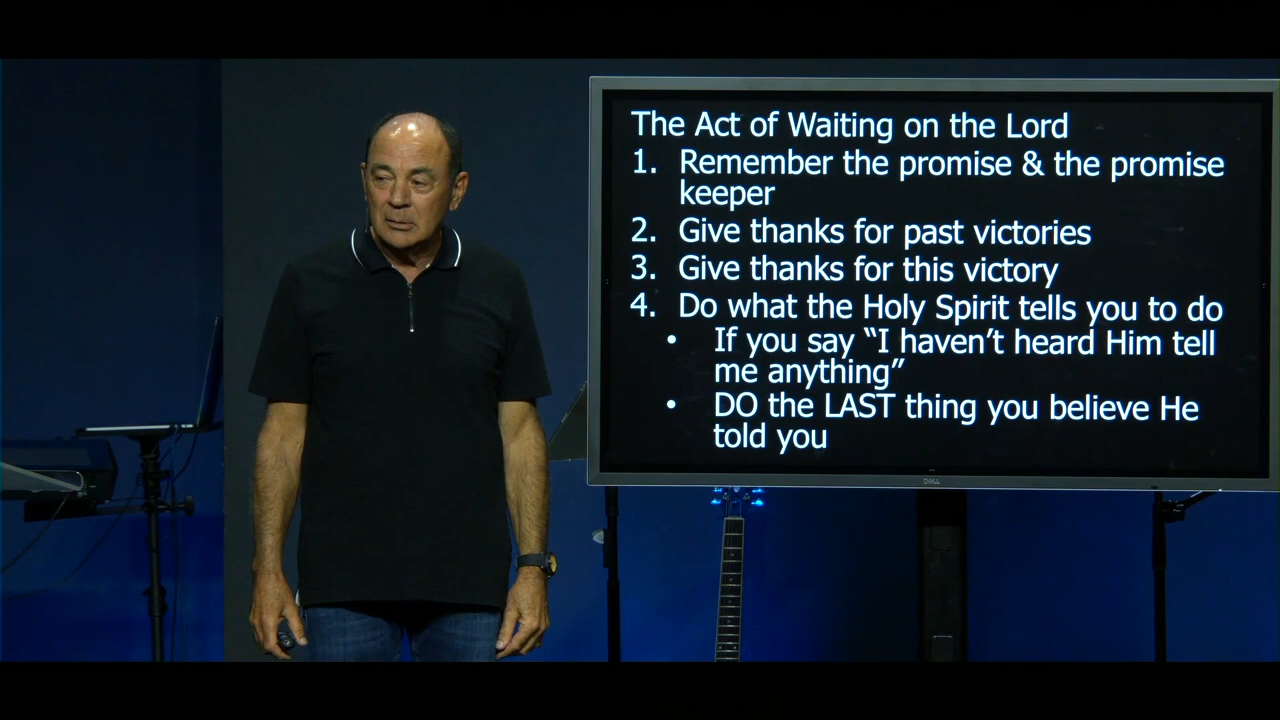 The Act of Waiting on the Lord
1. Remember the promise & the promise
keeper
2. Give thanks for past victories
3. Give thanks for this victory
4. Do what the Holy Spirit tells you to do
• If you say “I haven’t heard Him tell
me anything”
• DO the LAST thing you believe He
told you
DELL